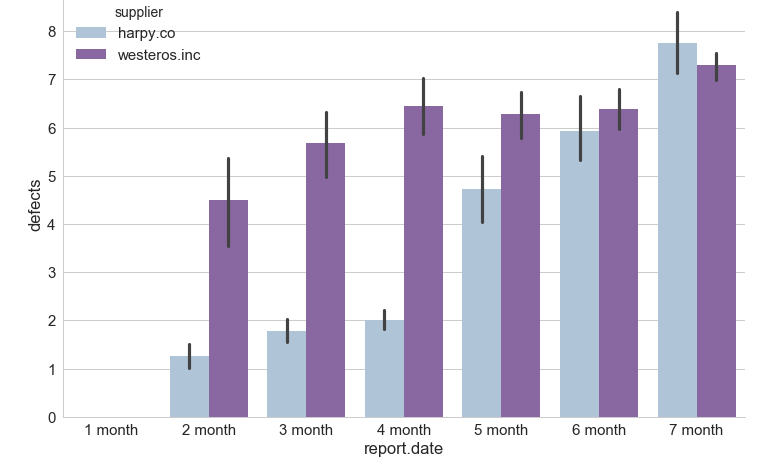 supplier
harpy.co
westeros.inc
8
7
6
5
4
3
2
1
0
defects
1 month 2 month 3 month 4 month 5 month 6 month 7 month
report.date